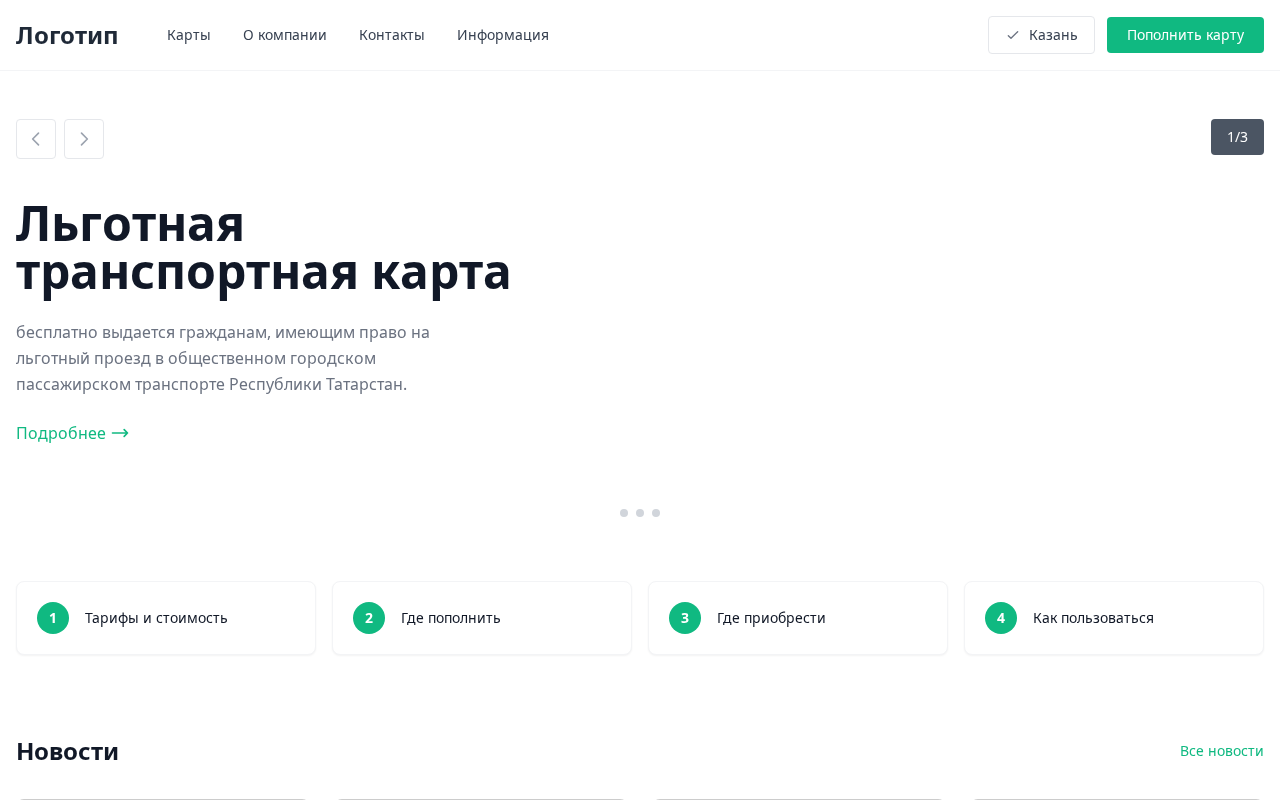 Логотип
Карты
О компании
Контакты
Информация
Казань
Пополнить карту
1/3
Льготная
транспортная карта
бесплатно выдается гражданам, имеющим право на
льготный проезд в общественном городском
пассажирском транспорте Республики Татарстан.
Подробнее
1 Тарифы и стоимость
2 Где пополнить
3 Где приобрести
4 Как пользоваться
Новости
Все новости